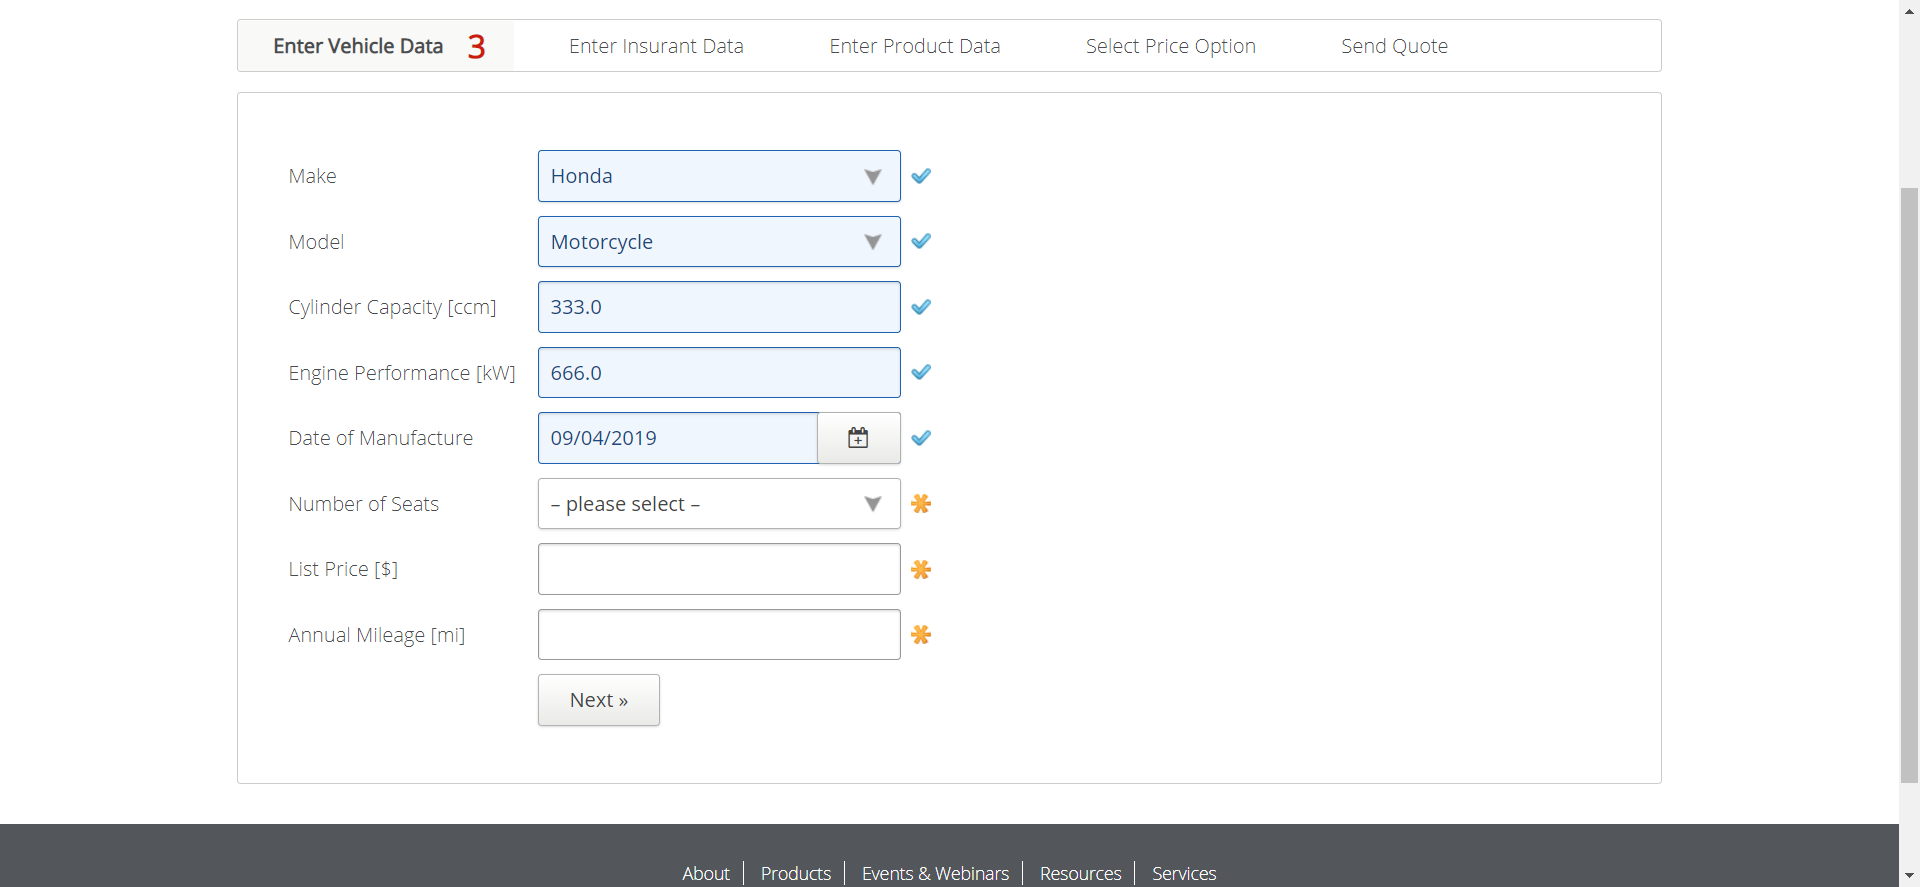 Enter Vehicle Data 3 Enter Insurant Data Enter Product Data Select Price Option Send Quote
Make Honda
Model Motorcycle
Cylinder Capacity [ccm] 333.0
Engine Performance [kW] 666.0
Date of Manufacture 09/04/2019
Number of Seats – please select –
List Price [$]
Annual Mileage [mi]
Next »
About Products Events & Webinars Resources Services